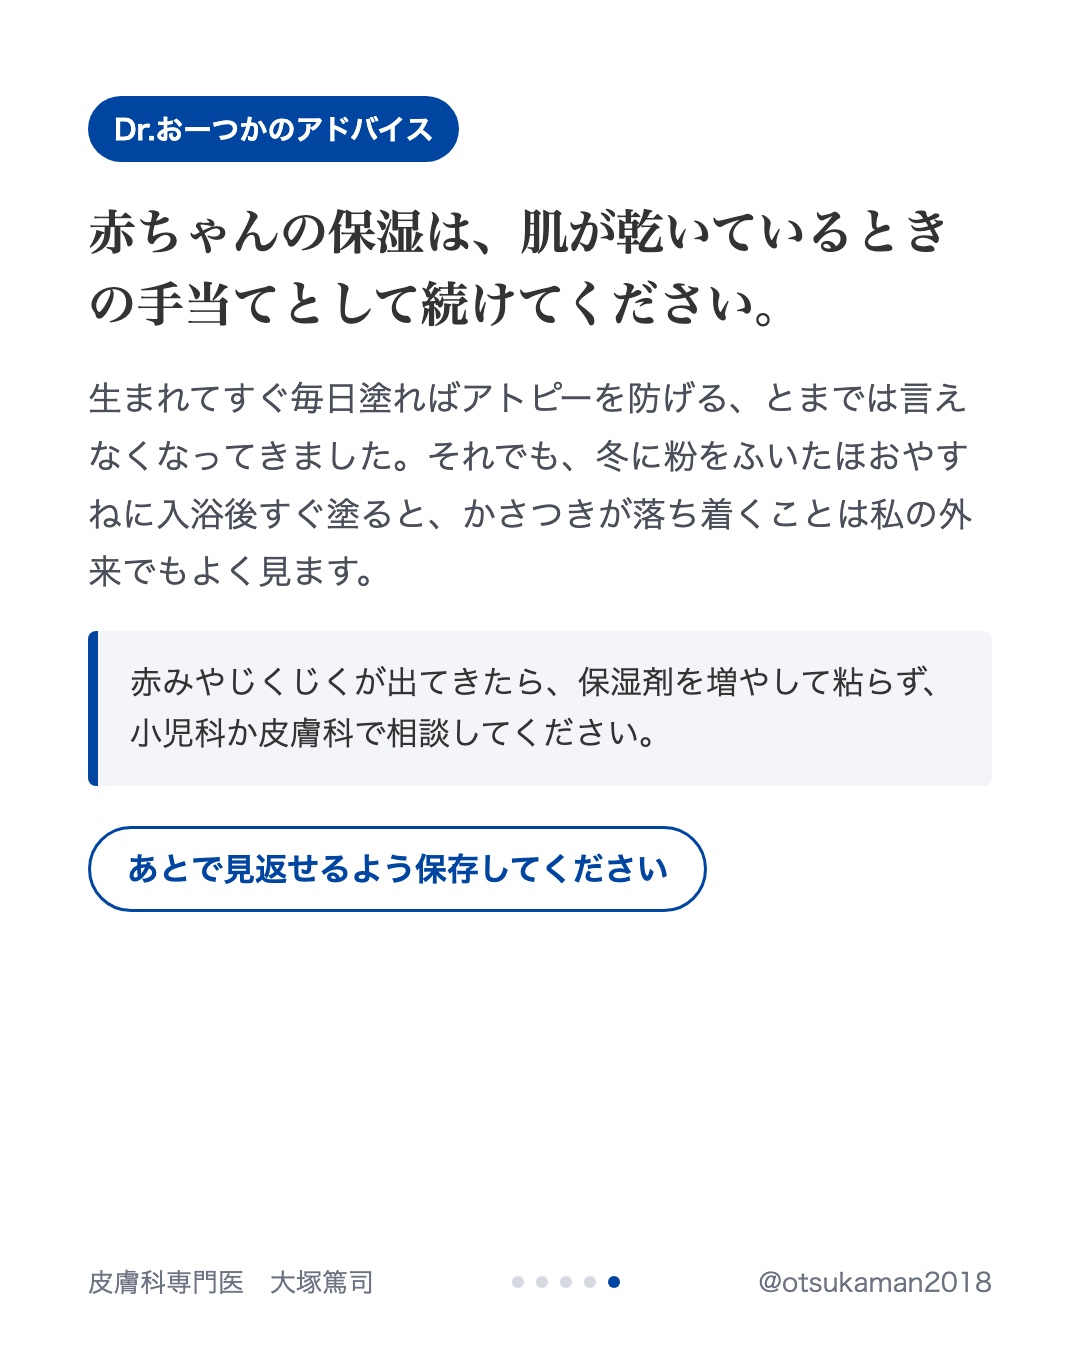 Dr.おーつかのアドバイス
赤ちゃんの保湿は、肌が乾いているとき
の手当てとして続けてください。
生まれてすぐ毎日塗ればアトピーを防げる、とまでは言え
なくなってきました。それでも、冬に粉をふいたほおやす
ねに入浴後すぐ塗ると、かさつきが落ち着くことは私の外
来でもよく見ます。
赤みやじくじくが出てきたら、保湿剤を増やして粘らず、
小児科か皮膚科で相談してください。
あとで見返せるよう保存してください
皮膚科専門医　大塚篤司
@otsukaman2018